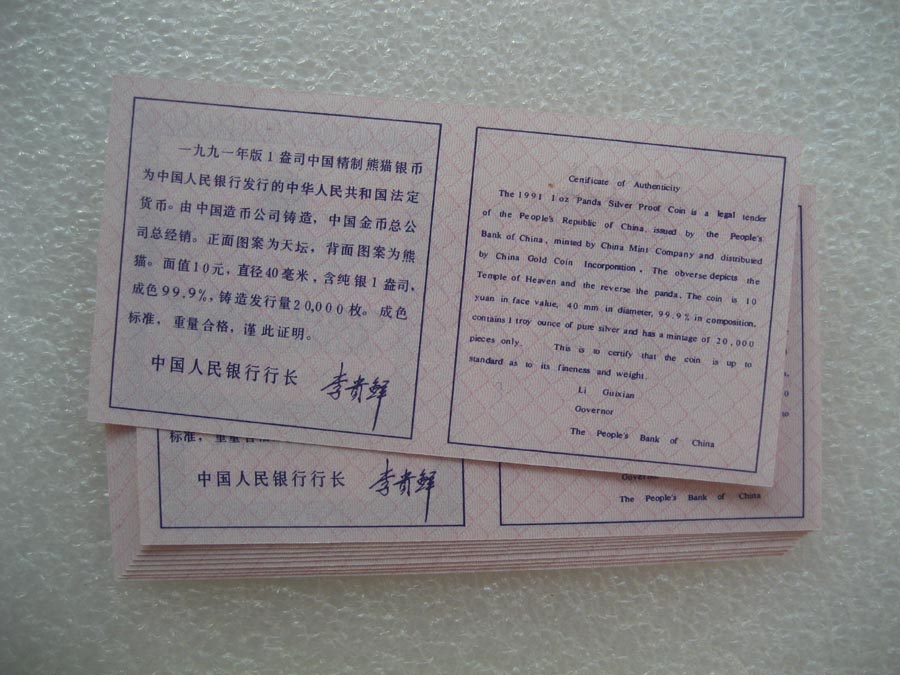 一九九一年版1盎司中国精制熊猫银币
为中国人民银行发行的中华人民共和国法定
货币。由中国造币公司铸造，中国金币总公
司总经销。正面图案为天坛，背面图案为熊
猫。面值10元，直径40毫米，含纯银1盎司，
成色99.9%，铸造发行量20,000枚。成色
标准，重量合格，谨此证明。
中国人民银行行长 李贵鲜
Certificate of Authenticity
The 1991 1 oz Panda Silver Proof Coin is a legal tender
of the People's Republic of China, issued by the People's
Bank of China, minted by China Mint Company and distributed
by China Gold Coin Incorporation. The obverse depicts the
Temple of Heaven and the reverse the panda. The coin is 10
yuan in face value, 40 mm in diameter, 99.9% in composition,
contains 1 troy ounce of pure silver and has a mintage of 20,000
pieces only. This is to certify that the coin is up to
standard as to its fineness and weight.
Li Guixian
Governor
The People's Bank of China
标准，重量合格
中国人民银行行长 李贵鲜
Governor
The People's Bank of China